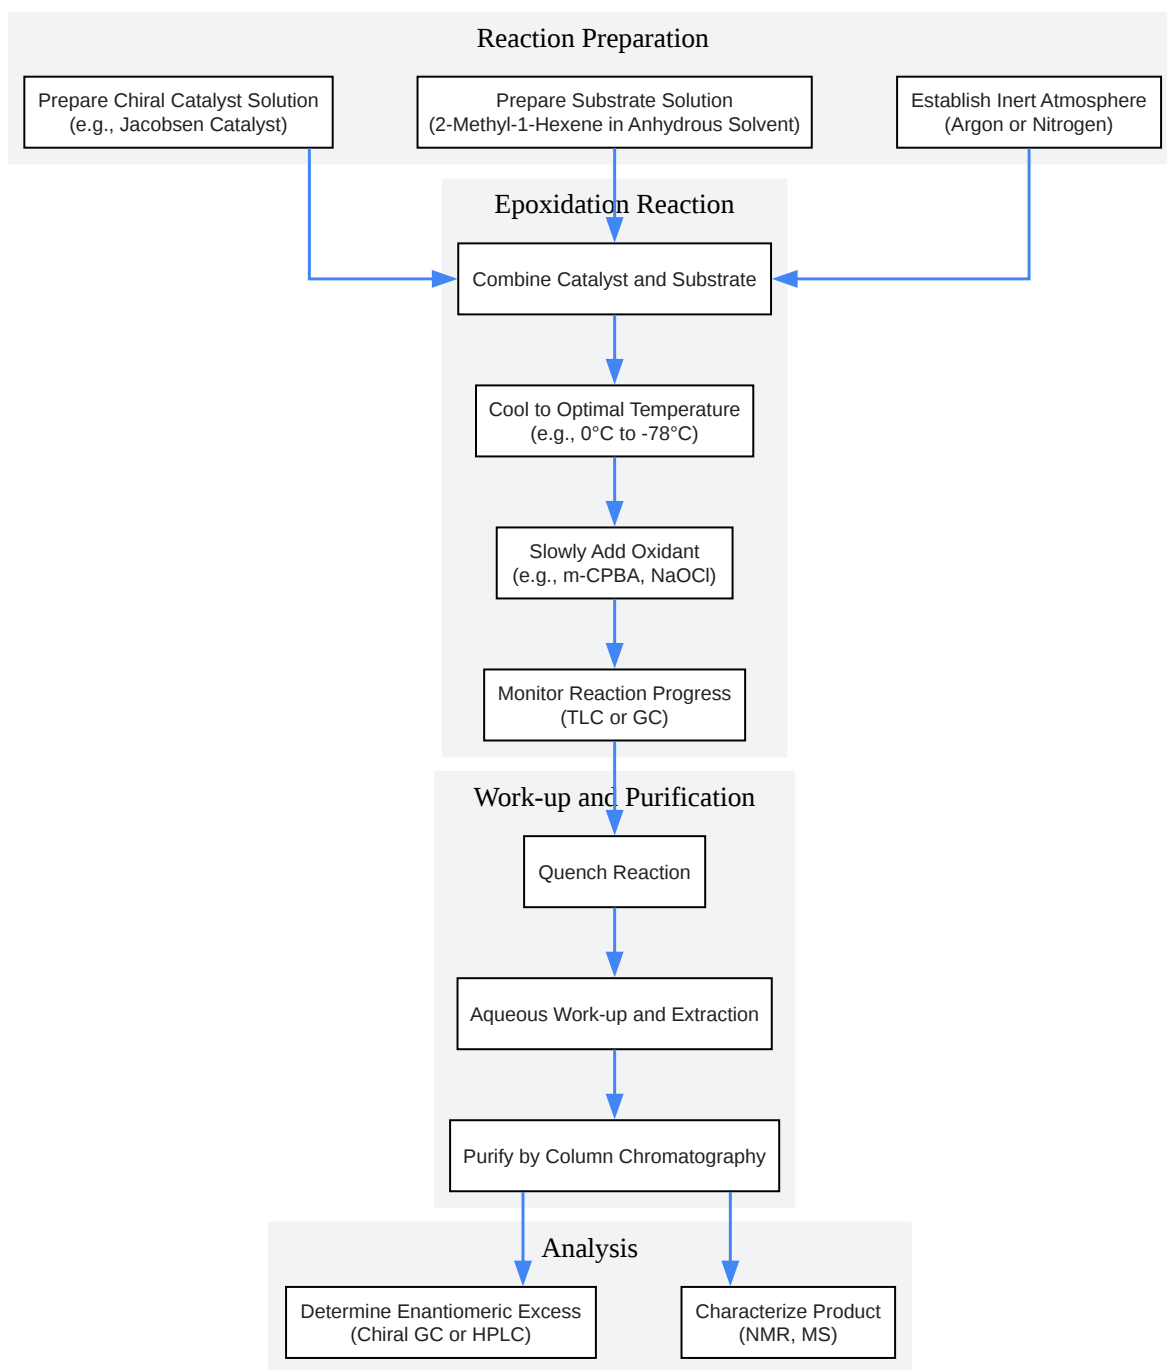 Reaction Preparation
Prepare Chiral Catalyst Solution
(e.g., Jacobsen Catalyst)
Prepare Substrate Solution
(2-Methyl-1-Hexene in Anhydrous Solvent)
Establish Inert Atmosphere
(Argon or Nitrogen)
Epoxidation Reaction
Combine Catalyst and Substrate
Cool to Optimal Temperature
(e.g., 0°C to -78°C)
Slowly Add Oxidant
(e.g., m-CPBA, NaOCl)
Monitor Reaction Progress
(TLC or GC)
Work-up and Purification
Quench Reaction
Aqueous Work-up and Extraction
Purify by Column Chromatography
Analysis
Determine Enantiomeric Excess
(Chiral GC or HPLC)
Characterize Product
(NMR, MS)